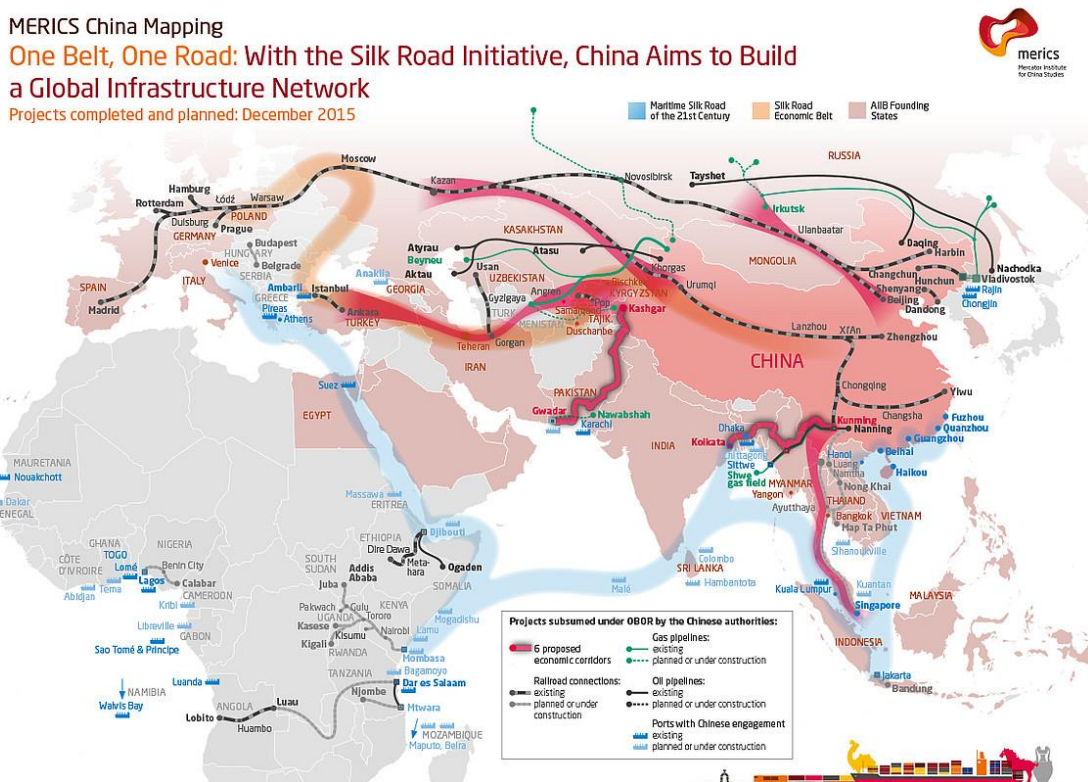 MERICS China Mapping
One Belt, One Road: With the Silk Road Initiative, China Aims to Build
a Global Infrastructure Network
Projects completed and planned: December 2015
merics
Mercator Institute
for China Studies
Maritime Silk Road
of the 21st Century
Silk Road
Economic Belt
AIIB Founding
States
RUSSIA
Moscow
Kazan
Novosibirsk
Tayshet
Irkutsk
Hamburg
Rotterdam
Łódź
Warsaw
Duisburg
POLAND
Prague
GERMANY
Budapest
HUNGARY
Belgrade
SERBIA
Venice
ITALY
SPAIN
Madrid
Ambarli
Istanbul
GREECE
Pireas
Athens
Ankara
TURKEY
Anaklia
GEORGIA
Atyrau
Beyneu
Aktau
KAZAKHSTAN
Atasu
Usan
UZBEKISTAN
Khorgas
Bischkek
KYRGYZSTAN
Angren
Gyzlgaya
Pop
Samarqand
TURK
MENISTAN
TAJIK.
Duschanbe
Kashgar
Urumqi
Teheran
Gorgan
IRAN
Ulanbaatar
MONGOLIA
Daqing
Harbin
Changchun
Hunchun
Shenyang
Beijing
Dandong
Nachodka
Vladivostok
Rajin
Chongjin
Lanzhou
Xi'An
Zhengzhou
CHINA
Chongqing
Yiwu
Changsha
Fuzhou
Quanzhou
Guangzhou
Kunming
Nanning
Beihai
Haikou
Suez
EGYPT
PAKISTAN
Gwadar
Nawabshah
Karachi
INDIA
Dhaka
Kolkata
Chittagong
Sittwe
Shwe
gas field
MYANMAR
Yangon
Hanoi
Luang
Namtha
Nong Khai
THAILAND
Ayutthaya
Bangkok
VIETNAM
Map Ta Phut
Sihanoukville
MAURETANIA
Nouakchott
Dakar
SENEGAL
Massawa
ERITREA
Djibouti
ETHIOPIA
Dire Dawa
Meta-
hara
Addis
Ababa
Ogaden
SOMALIA
SOUTH
SUDAN
Juba
GHANA
NIGERIA
TOGO
CÔTE
D'IVROIRE
Lomé
Benin City
Lagos
Tema
Abidjan
Calabar
CAMEROON
Kribi
Libreville
GABON
Sao Tomé & Principe
Pakwach
Gulu
KENYA
UGANDA
Tororo
Kasese
Kisumu
Nairobi
Kigali
RWANDA
Lamu
Mogadishu
Mombasa
Bagamoyo
TANZANIA
Dar es Salaam
Njombe
Mtwara
Luanda
NAMIBIA
Walvis Bay
ANGOLA
Luau
Lobito
Huambo
MOZAMBIQUE
Maputo, Beira
Colombo
SRI LANKA
Hambantota
Malé
Kuala Lumpur
Kuantan
Singapore
MALAYSIA
INDONESIA
Jakarta
Bandung
Projects subsumed under OBOR by the Chinese authorities:
6 proposed
economic corridors
Railroad connections:
existing
planned or under
construction
Gas pipelines:
existing
planned or under construction
Oil pipelines:
existing
planned or under construction
Ports with Chinese engagement
existing
planned or under construction